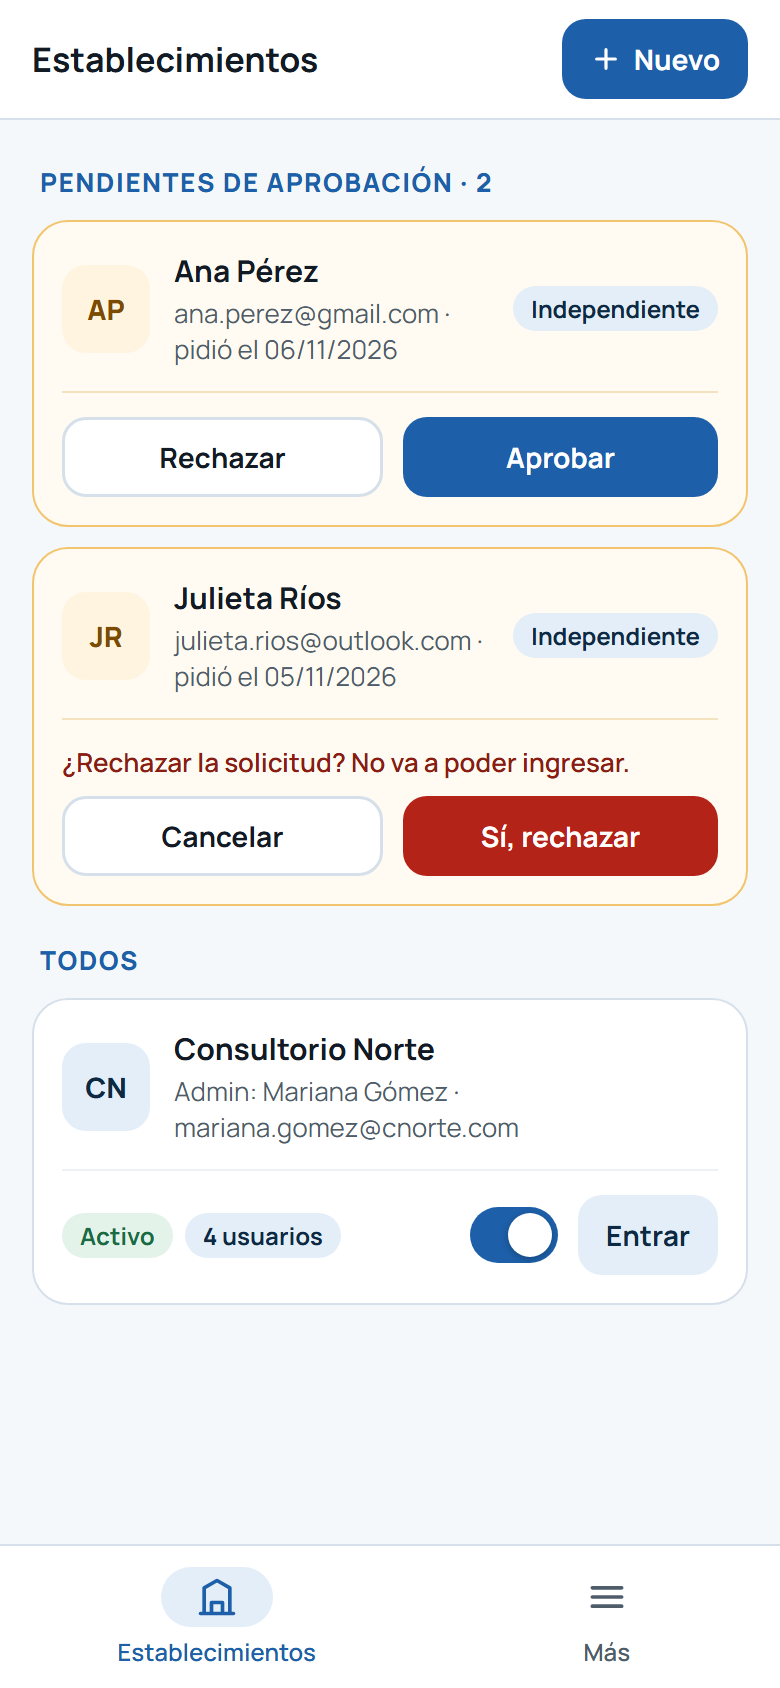 Establecimientos
+ Nuevo
PENDIENTES DE APROBACIÓN · 2
AP
Ana Pérez
ana.perez@gmail.com ·
pidió el 06/11/2026
Independiente
Rechazar
Aprobar
JR
Julieta Ríos
julieta.rios@outlook.com ·
pidió el 05/11/2026
Independiente
¿Rechazar la solicitud? No va a poder ingresar.
Cancelar
Sí, rechazar
TODOS
CN
Consultorio Norte
Admin: Mariana Gómez ·
mariana.gomez@cnorte.com
Activo
4 usuarios
Entrar
Establecimientos
Más